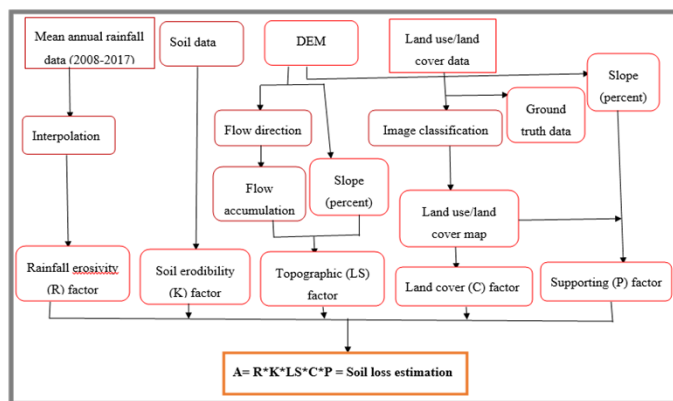 Mean annual rainfall
data (2008-2017)
Soil data
DEM
Land use/land
cover data
Slope
(percent)
Ground
truth data
Flow direction
Interpolation
Image classification
Flow
accumulation
Slope
(percent)
Land use/land
cover map
Rainfall erosivity
(R) factor
Soil erodibility
(K) factor
Topographic (LS)
factor
Land cover (C) factor
Supporting (P) factor
A= R*K*LS*C*P = Soil loss estimation